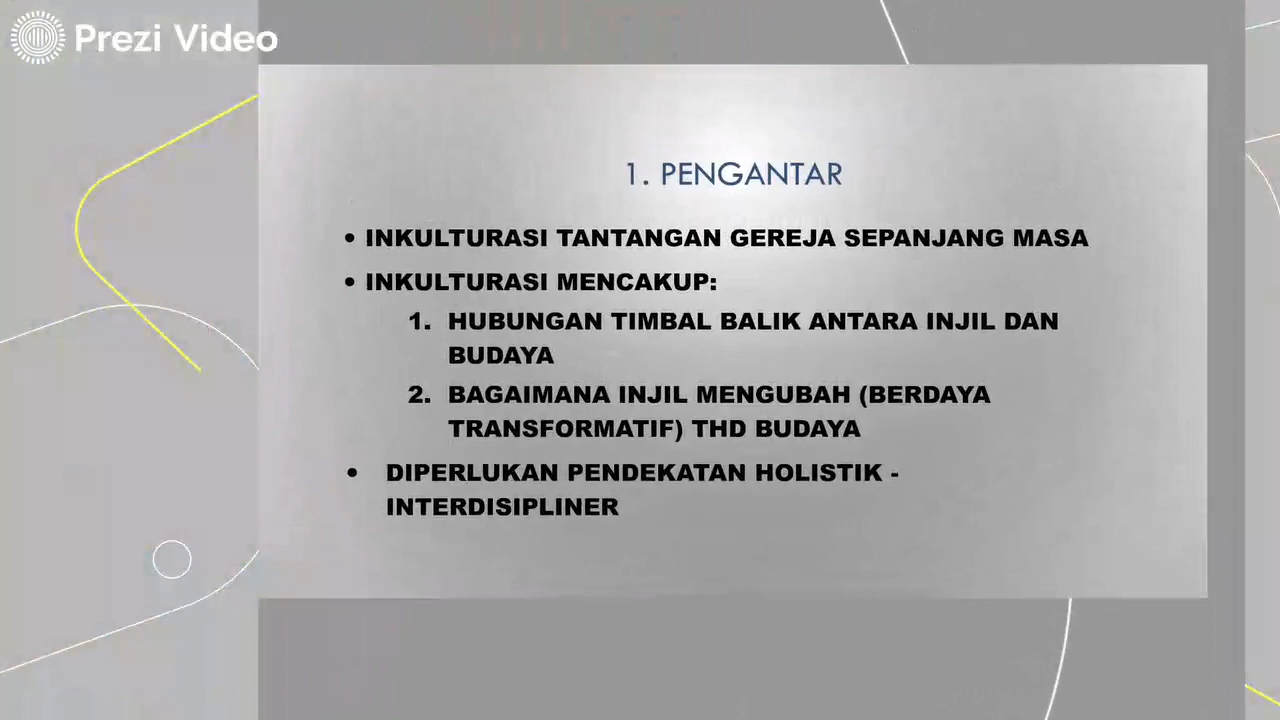 Prezi Video
1. PENGANTAR
• INKULTURASI TANTANGAN GEREJA SEPANJANG MASA
• INKULTURASI MENCAKUP:
1. HUBUNGAN TIMBAL BALIK ANTARA INJIL DAN
BUDAYA
2. BAGAIMANA INJIL MENGUBAH (BERDAYA
TRANSFORMATIF) THD BUDAYA
• DIPERLUKAN PENDEKATAN HOLISTIK -
INTERDISIPLINER